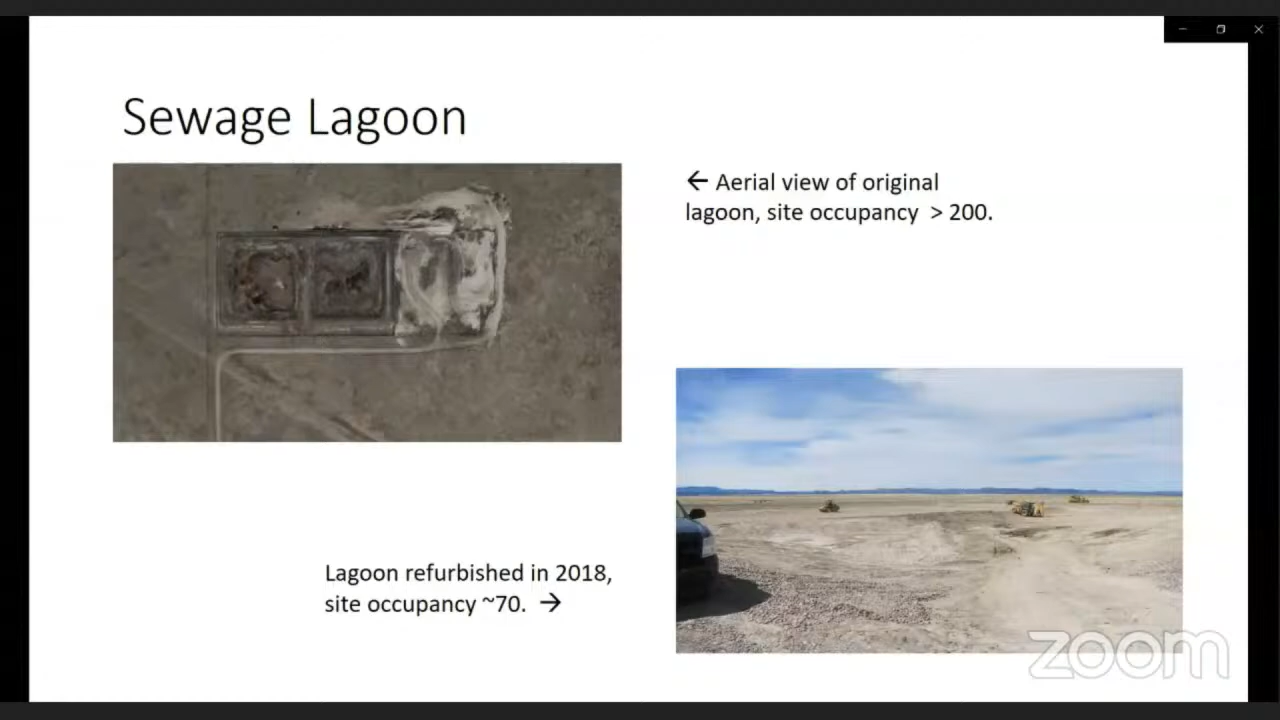 Sewage Lagoon
← Aerial view of original
lagoon, site occupancy > 200.
Lagoon refurbished in 2018,
site occupancy ~70. →
zoom